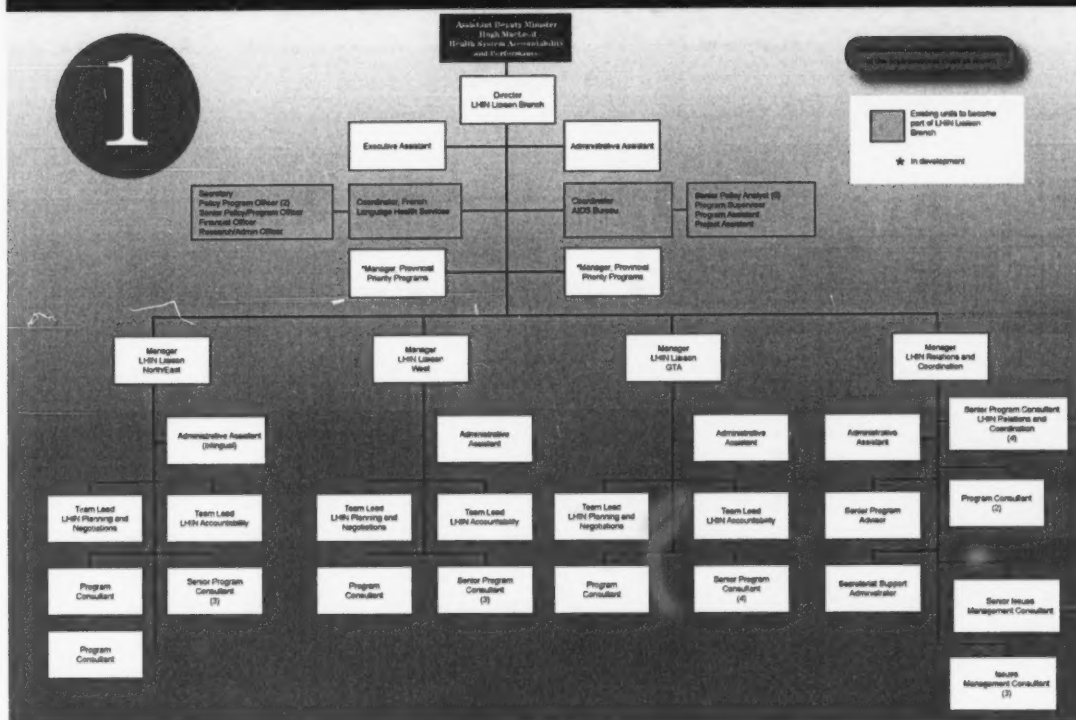 1
Assistant Deputy Minister
Hugh MacLeod
Health System Accountability
and Performance
Director
LHIN Liaison Branch
Existing units to become
part of LHIN Liaison
Branch
★ In development
Executive Assistant
Administrative Assistant
Secretary
Policy Program Officer (2)
Senior Policy/Program Officer
Financial Officer
Research/Admin Officer
Coordinator, French
Language Health Services
Coordinator
AIDS Bureau
Senior Policy Analyst
Program Supervisor
Program Assistant
Project Assistant
*Manager, Provincial
Priority Programs
*Manager, Provincial
Priority Programs
Manager
LHIN Liaison
North/East
Manager
LHIN Liaison
West
Manager
LHIN Liaison
GTA
Manager
LHIN Relations and
Coordination
Administrative Assistant
(bilingual)
Administrative
Assistant
Administrative
Assistant
Administrative
Assistant
Senior Program Consultant
LHIN Relations and
Coordination
(4)
Team Lead
LHIN Planning and
Negotiations
Team Lead
LHIN Accountability
Team Lead
LHIN Planning and
Negotiations
Team Lead
LHIN Accountability
Team Lead
LHIN Planning and
Negotiations
Team Lead
LHIN Accountability
Senior Program
Advisor
Program Consultant
(2)
Program
Consultant
Senior Program
Consultant
(3)
Program
Consultant
Senior Program
Consultant
(3)
Program
Consultant
Senior Program
Consultant
(4)
Secretariat Support
Administrator
Senior Issues
Management Consultant
Program
Consultant
Issues
Management Consultant
(3)